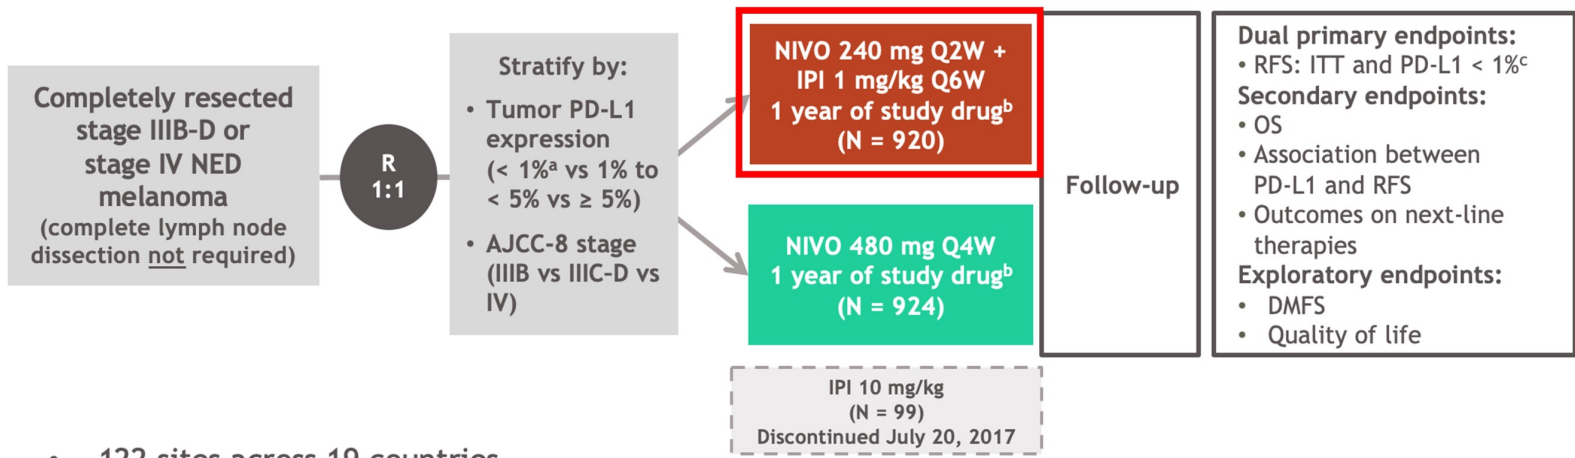 Completely resected
stage IIIB-D or
stage IV NED
melanoma
(complete lymph node
dissection not required)
R
1:1
Stratify by:
• Tumor PD-L1
expression
(< 1%ᵃ vs 1% to
< 5% vs ≥ 5%)
• AJCC-8 stage
(IIIB vs IIIC-D vs
IV)
NIVO 240 mg Q2W +
IPI 1 mg/kg Q6W
1 year of study drugᵇ
(N = 920)
NIVO 480 mg Q4W
1 year of study drugᵇ
(N = 924)
IPI 10 mg/kg
(N = 99)
Discontinued July 20, 2017
Follow-up
Dual primary endpoints:
• RFS: ITT and PD-L1 < 1%ᶜ
Secondary endpoints:
• OS
• Association between
PD-L1 and RFS
• Outcomes on next-line
therapies
Exploratory endpoints:
• DMFS
• Quality of life
• 122 sites across 19 countries